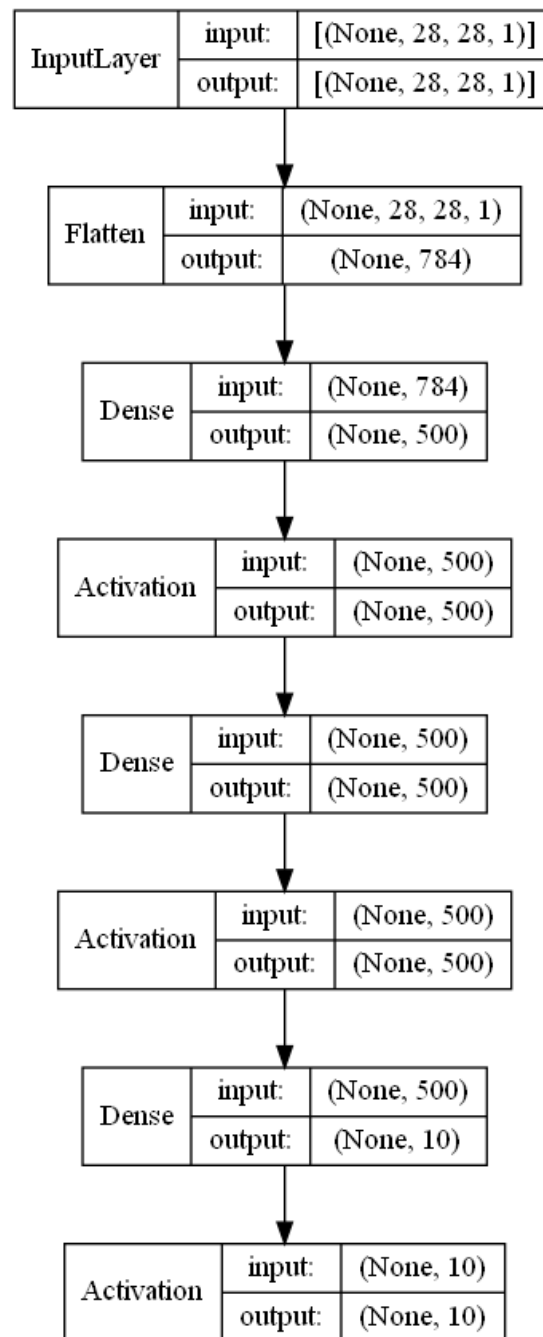 InputLayer input: [(None, 28, 28, 1)]
output: [(None, 28, 28, 1)]
Flatten input: (None, 28, 28, 1)
output: (None, 784)
Dense input: (None, 784)
output: (None, 500)
Activation input: (None, 500)
output: (None, 500)
Dense input: (None, 500)
output: (None, 500)
Activation input: (None, 500)
output: (None, 500)
Dense input: (None, 500)
output: (None, 10)
Activation input: (None, 10)
output: (None, 10)